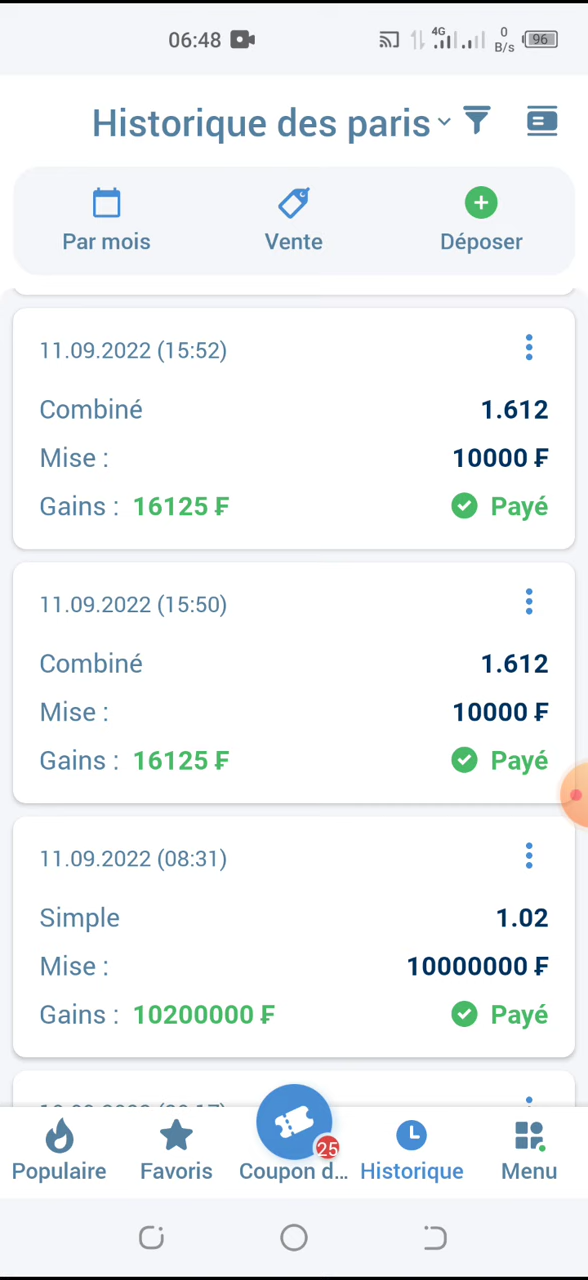 06:48 4G 0 B/s 96
Historique des paris
Par mois Vente Déposer
11.09.2022 (15:52)
Combiné 1.612
Mise : 10000 ₣
Gains : 16125 ₣ Payé
11.09.2022 (15:50)
Combiné 1.612
Mise : 10000 ₣
Gains : 16125 ₣ Payé
11.09.2022 (08:31)
Simple 1.02
Mise : 10000000 ₣
Gains : 10200000 ₣ Payé
25
Populaire Favoris Coupon d... Historique Menu